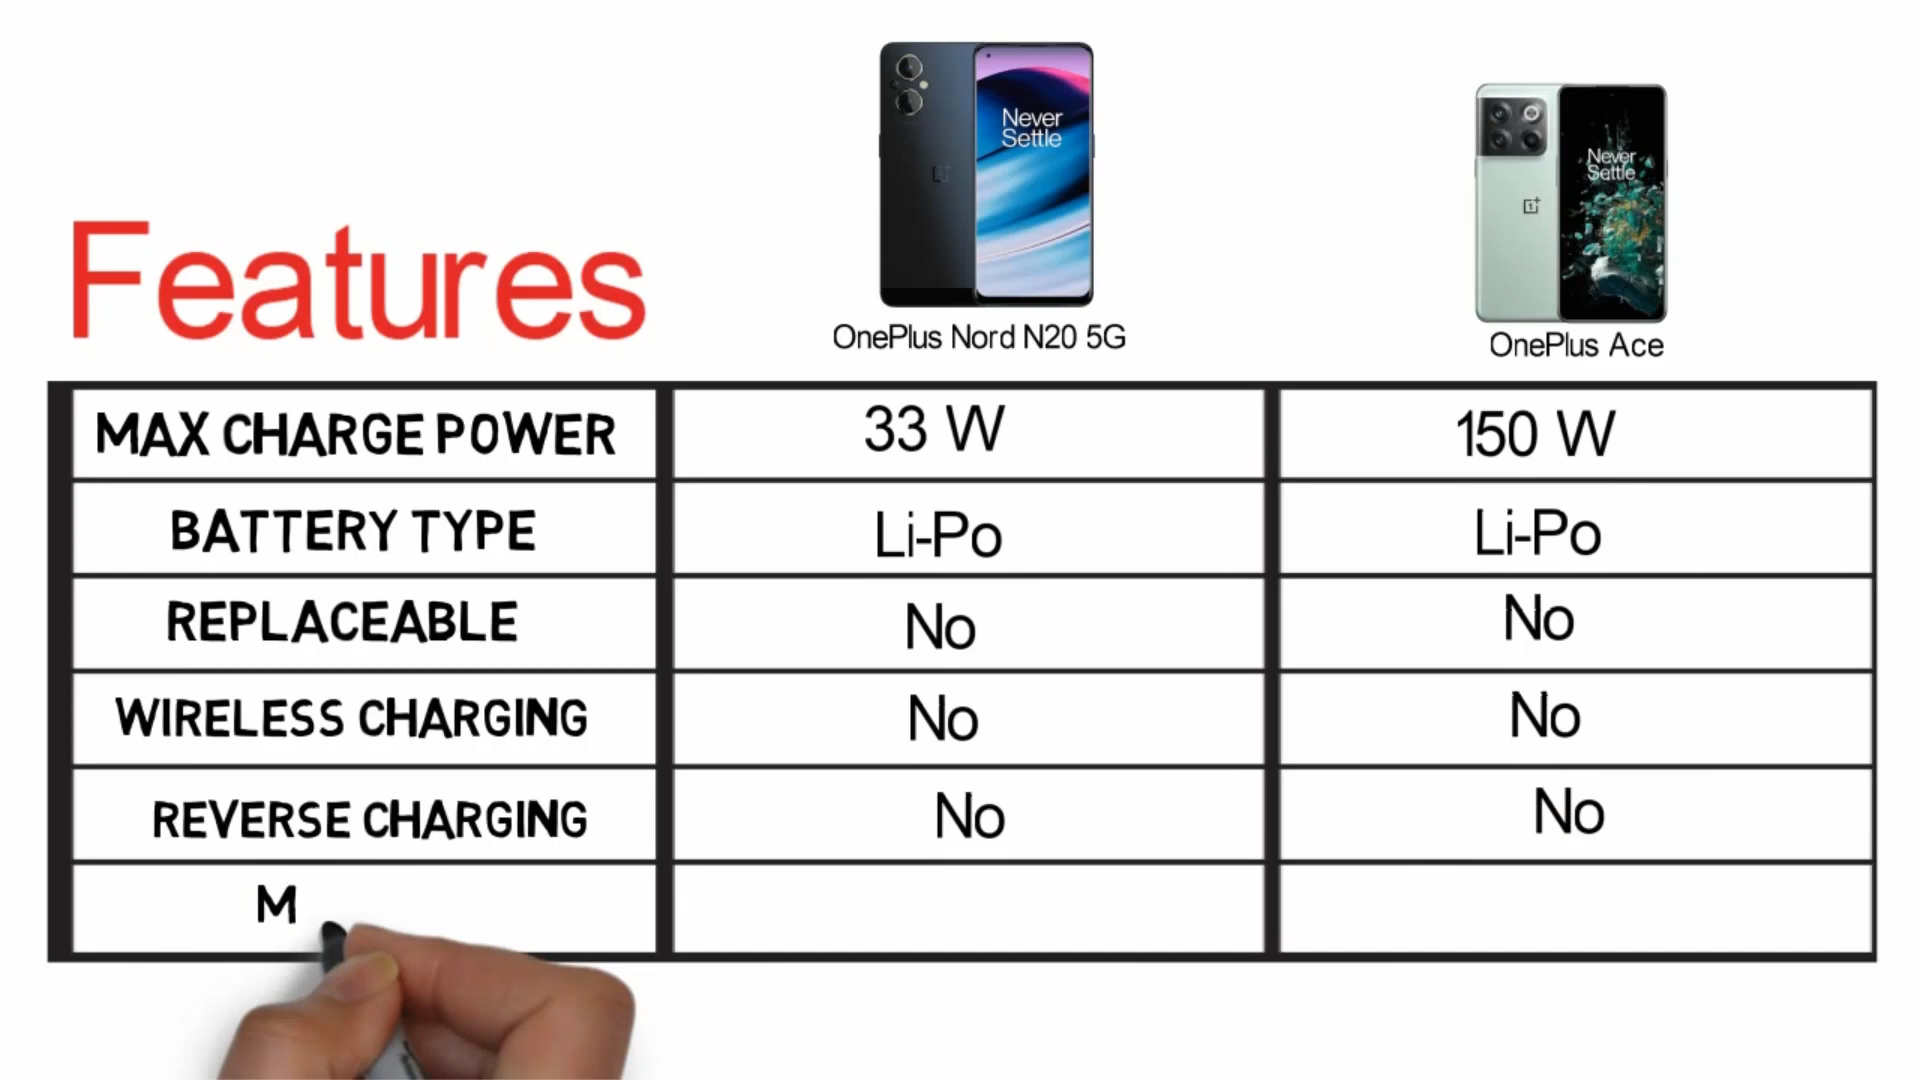 Never
Settle
Never
Settle
Features
OnePlus Nord N20 5G
OnePlus Ace
MAX CHARGE POWER 33 W 150 W
BATTERY TYPE Li-Po Li-Po
REPLACEABLE No No
WIRELESS CHARGING No No
REVERSE CHARGING No No
M